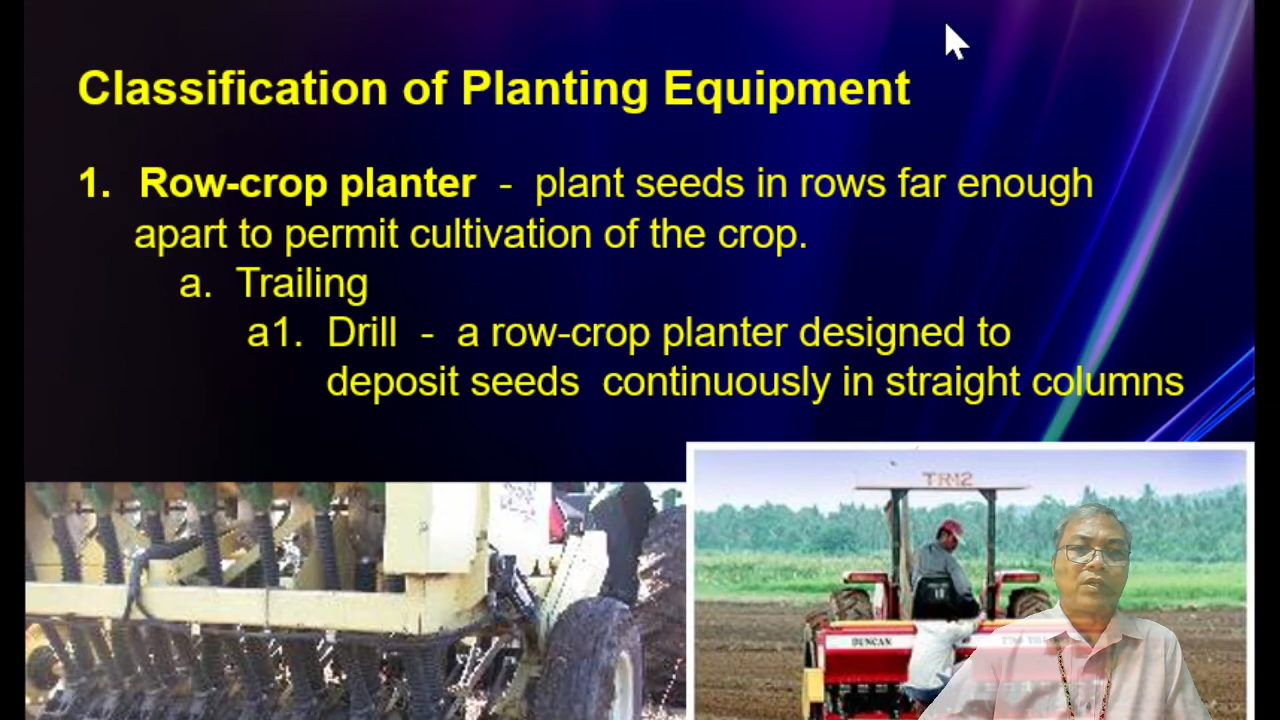 Classification of Planting Equipment
1. Row-crop planter - plant seeds in rows far enough
apart to permit cultivation of the crop.
a. Trailing
a1. Drill - a row-crop planter designed to
deposit seeds continuously in straight columns
TR12
DUNCAN